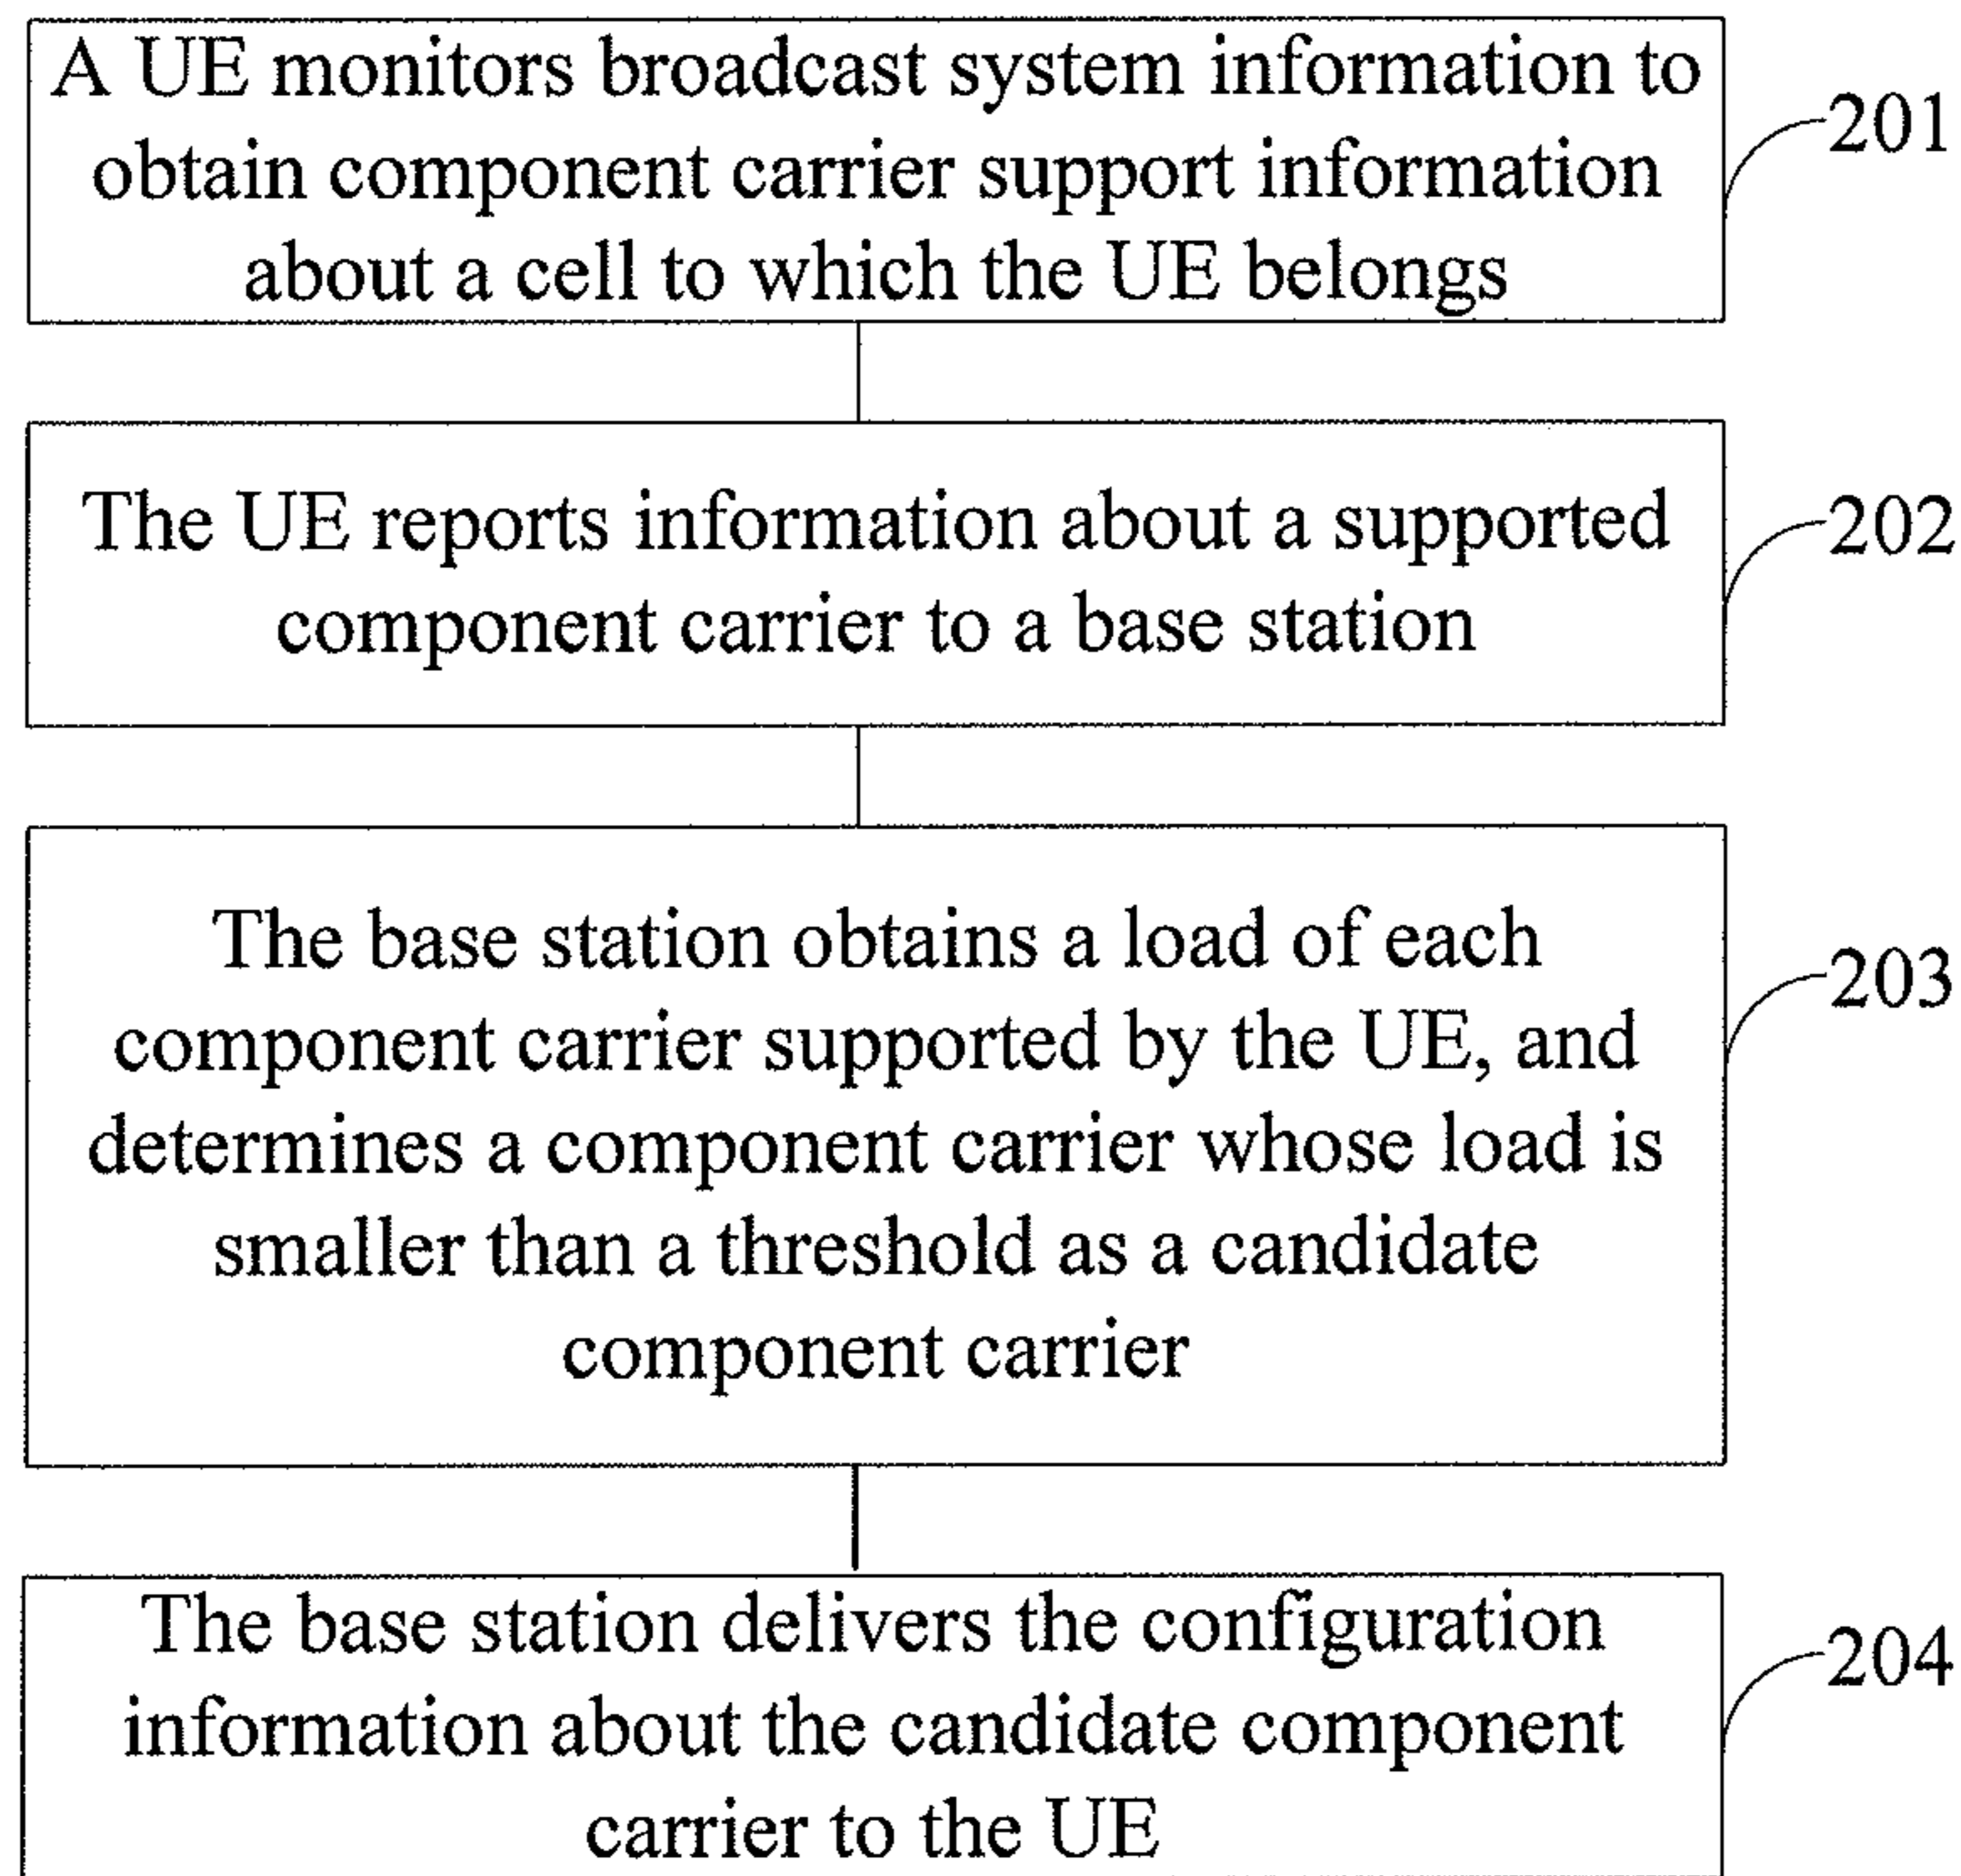 A UE monitors broadcast system information to
obtain component carrier support information
about a cell to which the UE belongs
201
The UE reports information about a supported
component carrier to a base station
202
The base station obtains a load of each
component carrier supported by the UE, and
determines a component carrier whose load is
smaller than a threshold as a candidate
component carrier
203
The base station delivers the configuration
information about the candidate component
carrier to the UE
204